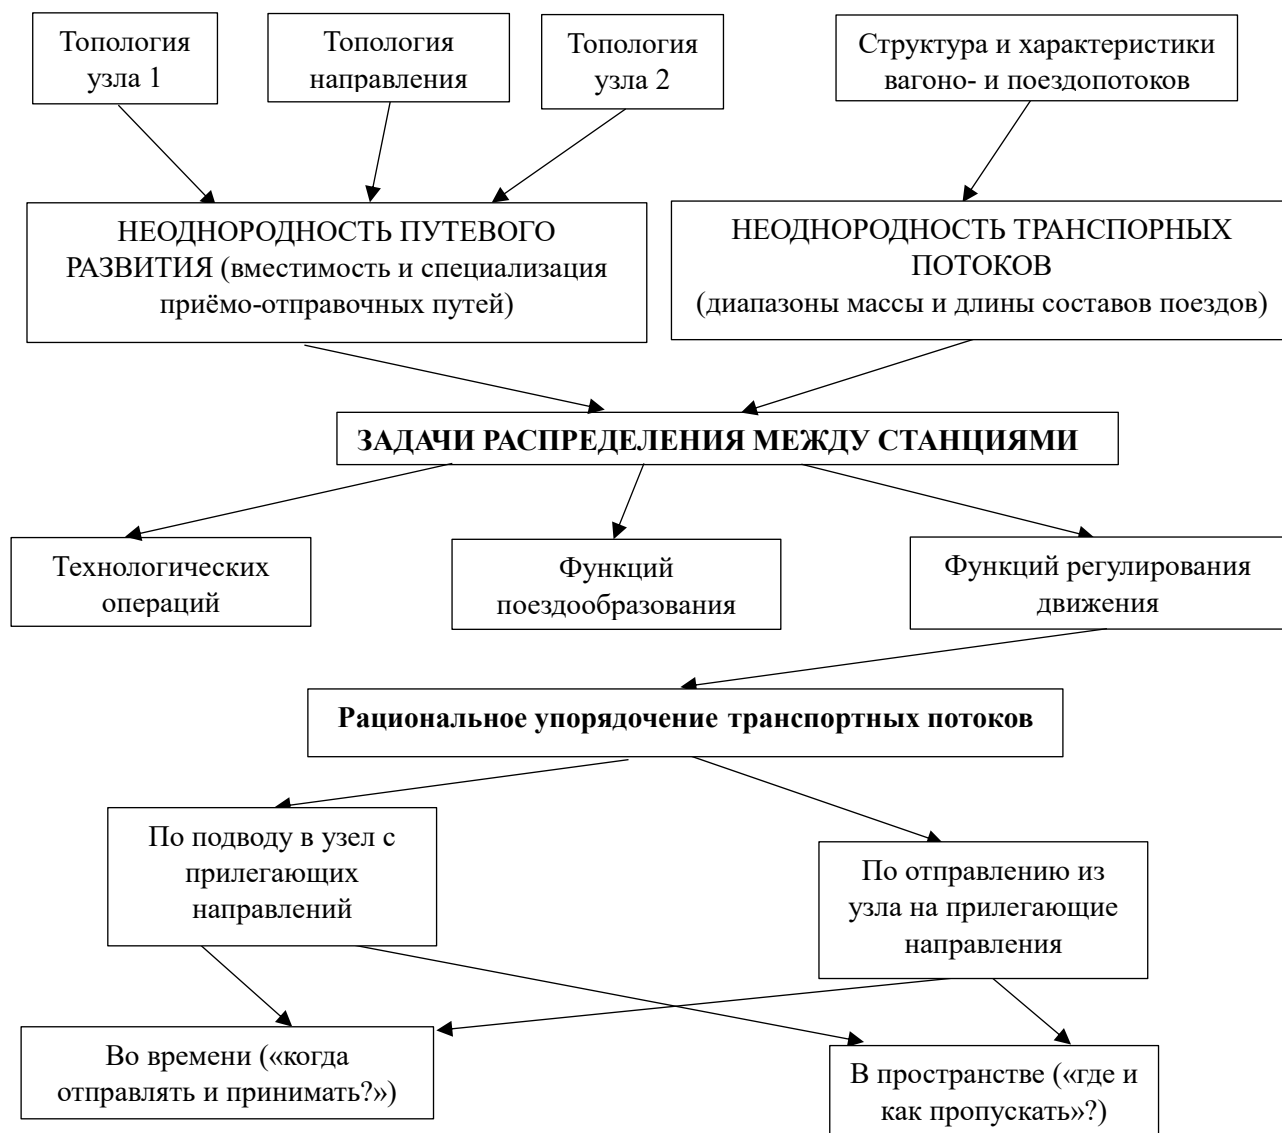 Топология
узла 1
Топология
направления
Топология
узла 2
Структура и характеристики
вагоно- и поездопотоков
НЕОДНОРОДНОСТЬ ПУТЕВОГО
РАЗВИТИЯ (вместимость и специализация
приёмо-отправочных путей)
НЕОДНОРОДНОСТЬ ТРАНСПОРНЫХ
ПОТОКОВ
(диапазоны массы и длины составов поездов)
ЗАДАЧИ РАСПРЕДЕЛЕНИЯ МЕЖДУ СТАНЦИЯМИ
Технологических
операций
Функций
поездообразования
Функций регулирования
движения
Рациональное упорядочение транспортных потоков
По подводу в узел с
прилегающих
направлений
По отправлению из
узла на прилегающие
направления
Во времени («когда
отправлять и принимать?»)
В пространстве («где и
как пропускать»?)